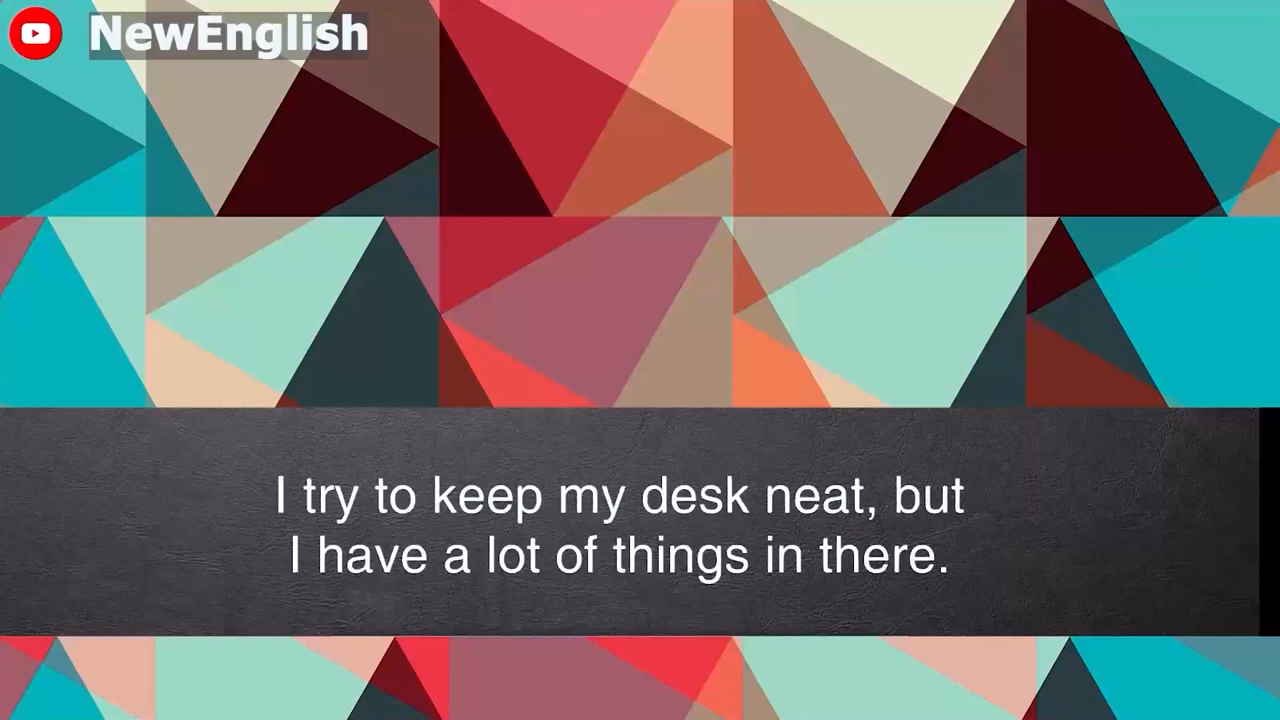 NewEnglish
I try to keep my desk neat, but
I have a lot of things in there.